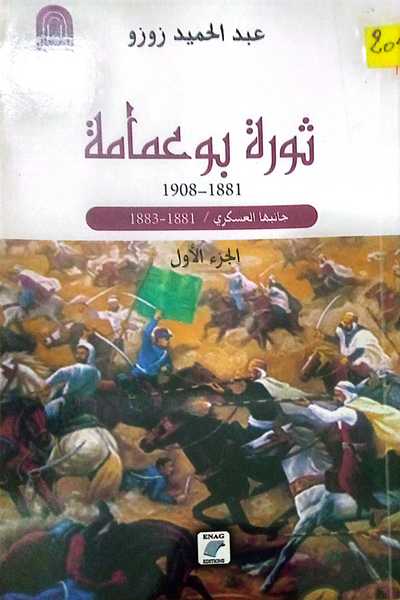 عبد الحميد زوزو
ثورة بوعمامة
1881-1908
جانبها العسكري / 1881-1883
الجزء الأول
ENAG
EDITIONS